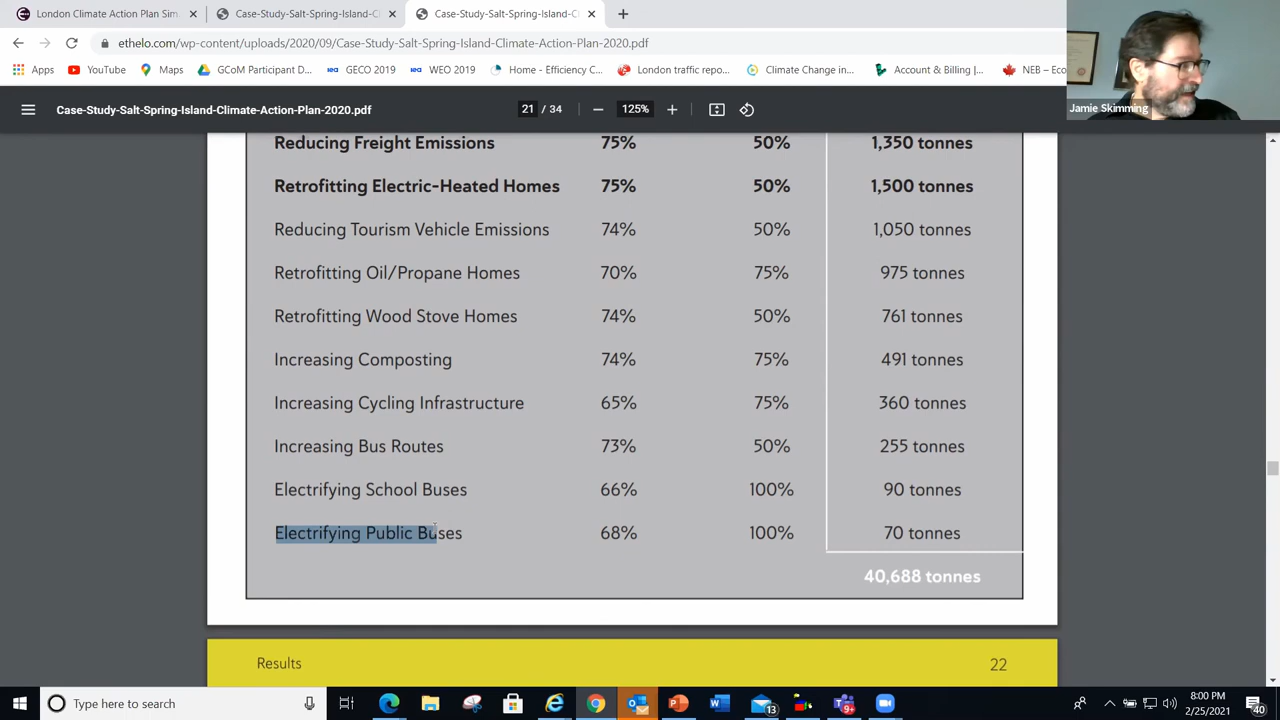 London Climate Action Plan Sim
Case-Study-Salt-Spring-Island-C
Case-Study-Salt-Spring-Island-C
ethelo.com/wp-content/uploads/2020/09/Case-Study-Salt-Spring-Island-Climate-Action-Plan-2020.pdf
Apps YouTube Maps GCoM Participant D... iea GECO 2019 iea WEO 2019 Home - Efficiency C... London traffic repo... Climate Change in... Account & Billing |... NEB – Eco
Case-Study-Salt-Spring-Island-Climate-Action-Plan-2020.pdf 21 / 34 125%
Jamie Skimming
Reducing Freight Emissions 75% 50% 1,350 tonnes
Retrofitting Electric-Heated Homes 75% 50% 1,500 tonnes
Reducing Tourism Vehicle Emissions 74% 50% 1,050 tonnes
Retrofitting Oil/Propane Homes 70% 75% 975 tonnes
Retrofitting Wood Stove Homes 74% 50% 761 tonnes
Increasing Composting 74% 75% 491 tonnes
Increasing Cycling Infrastructure 65% 75% 360 tonnes
Increasing Bus Routes 73% 50% 255 tonnes
Electrifying School Buses 66% 100% 90 tonnes
Electrifying Public Buses 68% 100% 70 tonnes
40,688 tonnes
Results 22
Type here to search
13
9+
8:00 PM
2/25/2021
40